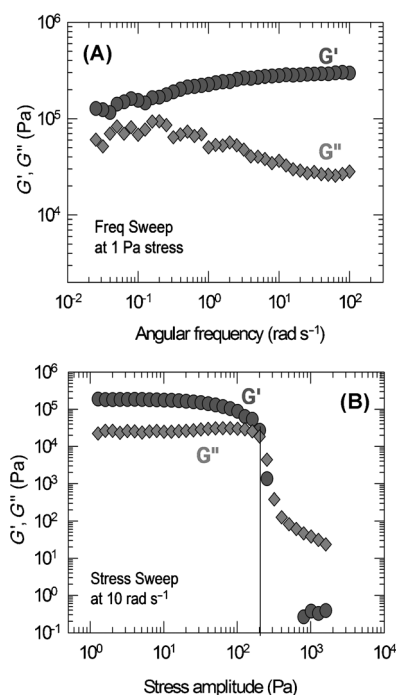 (A)
G'
G"
Freq Sweep
at 1 Pa stress
10⁶
10⁵
10⁴
G', G" (Pa)
10⁻² 10⁻¹ 10⁰ 10¹ 10²
Angular frequency (rad s⁻¹)
(B)
G'
G"
Stress Sweep
at 10 rad s⁻¹
10⁶
10⁵
10⁴
10³
10²
10¹
10⁰
10⁻¹
G', G" (Pa)
10⁰ 10¹ 10² 10³ 10⁴
Stress amplitude (Pa)